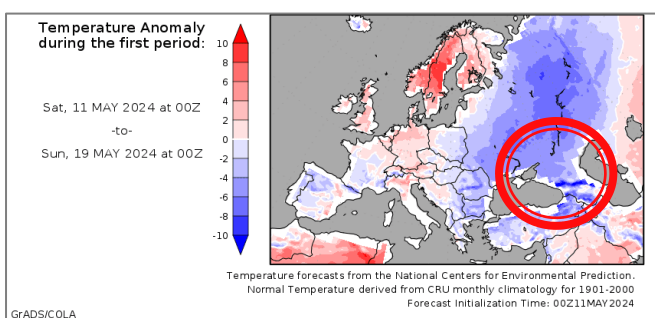 Temperature Anomaly
during the first period:
Sat, 11 MAY 2024 at 00Z
-to-
Sun, 19 MAY 2024 at 00Z
10
8
6
4
2
0
-2
-4
-6
-8
-10
Temperature forecasts from the National Centers for Environmental Prediction.
Normal Temperature derived from CRU monthly climatology for 1901-2000
Forecast Initialization Time: 00Z11MAY2024
GrADS/COLA